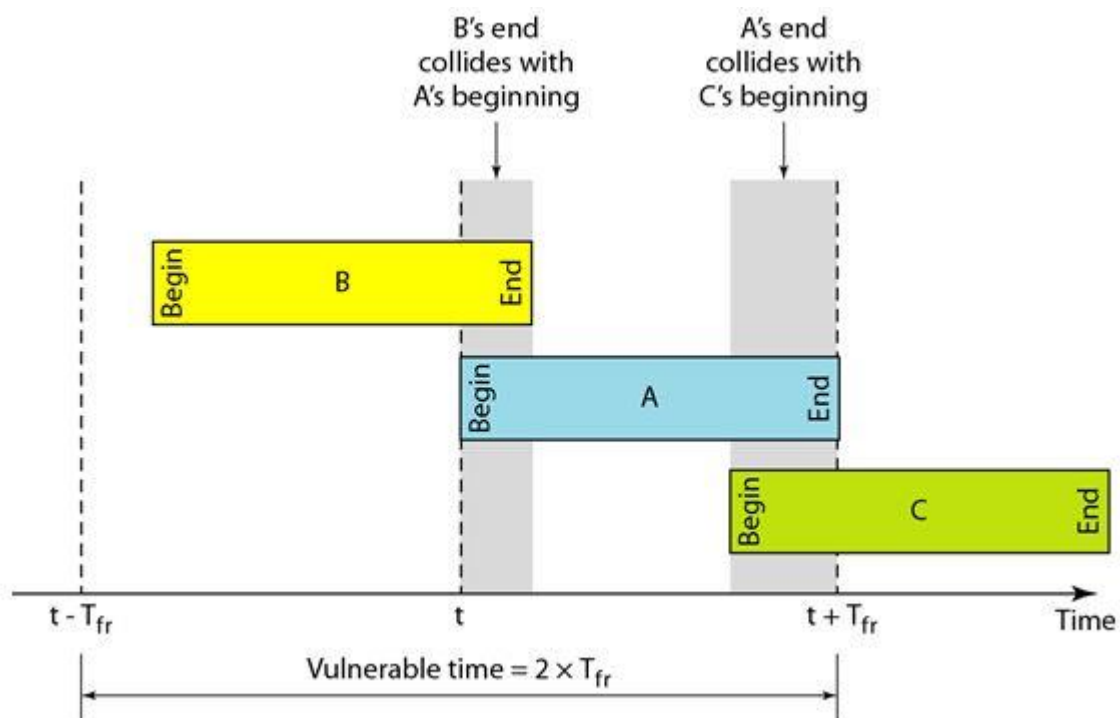 B’s end
collides with
A’s beginning
A’s end
collides with
C’s beginning
Begin
B
End
Begin
A
End
Begin
C
End
t - Tfr
t
t + Tfr
Time
Vulnerable time = 2 × Tfr